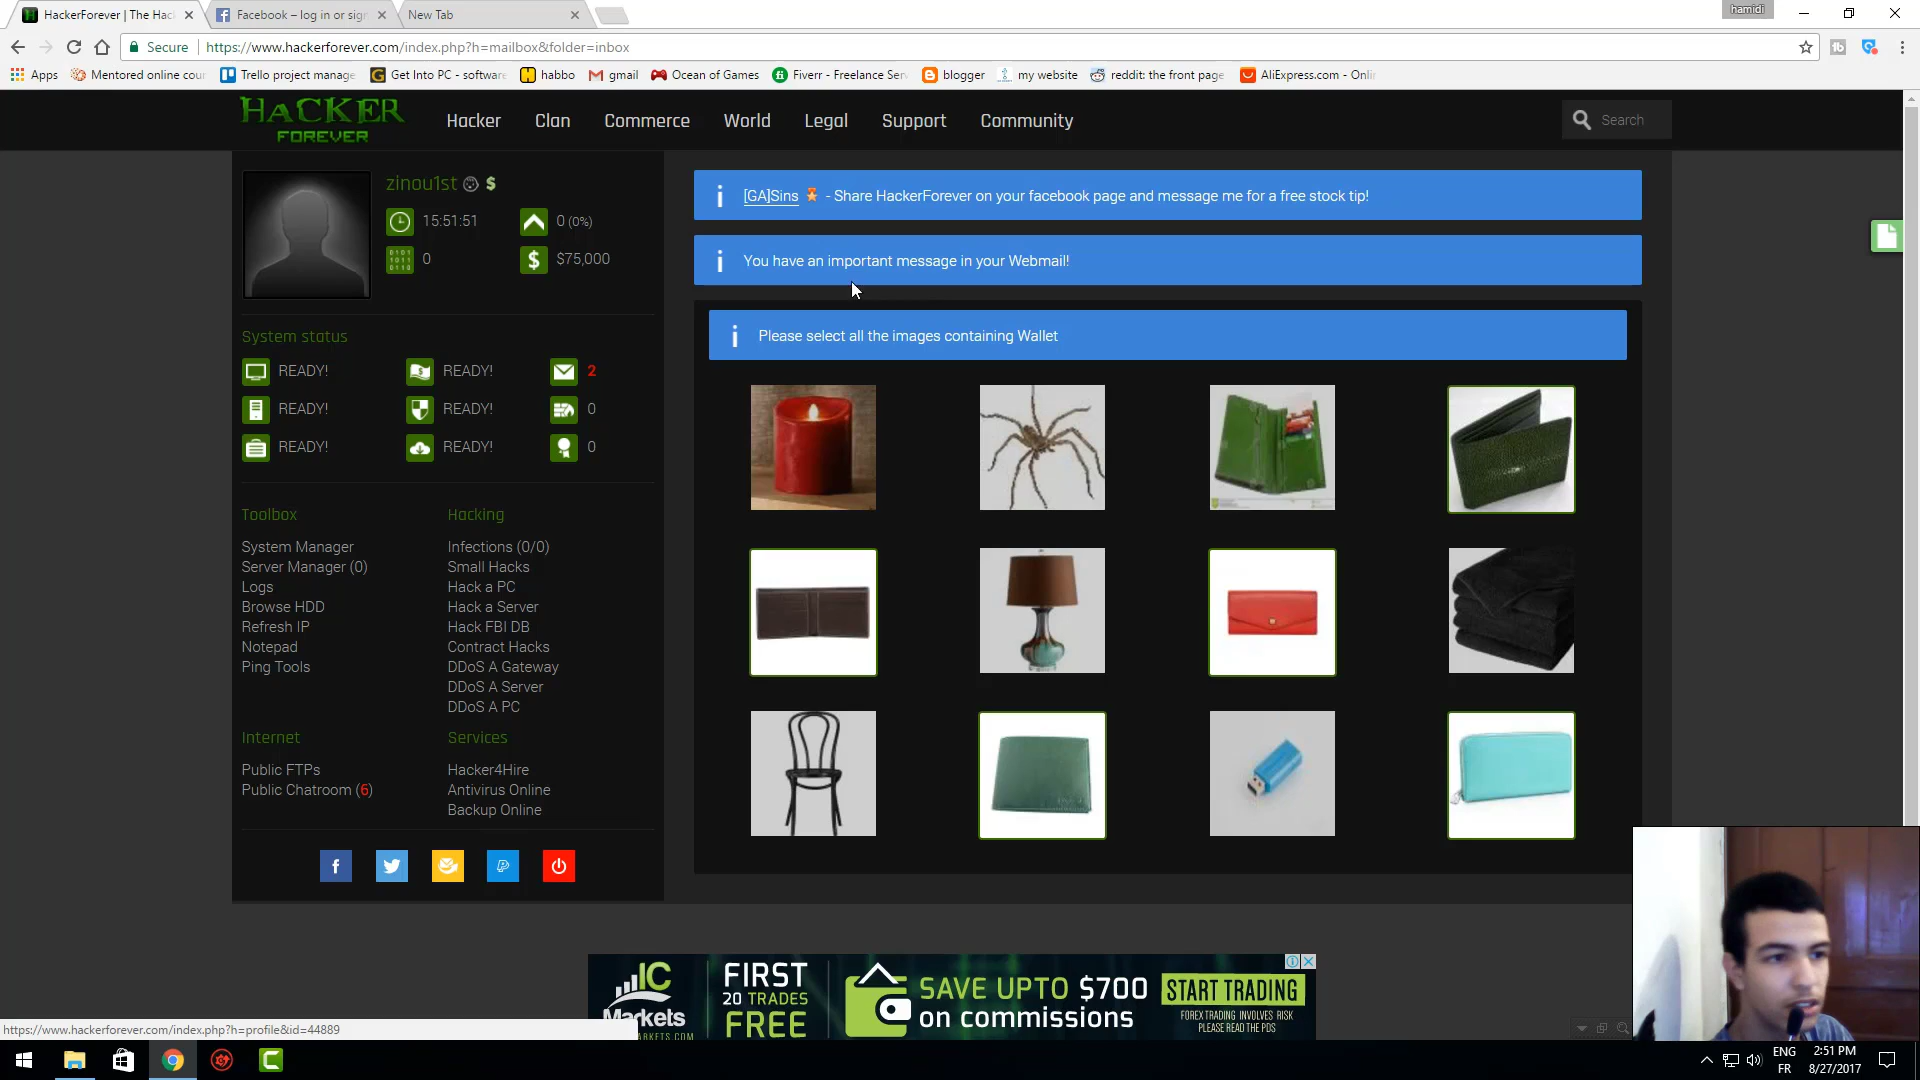 HackerForever | The Hac
Facebook – log in or sig
New Tab
hamidi
Secure
https://www.hackerforever.com/index.php?h=mailbox&folder=inbox
Apps
Mentored online cour
Trello project manage
Get Into PC - software
habbo
gmail
Ocean of Games
Fiverr - Freelance Serv
blogger
my website
reddit: the front page
AliExpress.com - Onli
HACKER
FOREVER
Hacker
Clan
Commerce
World
Legal
Support
Community
Search
zinou1st $
15:51:51
0 (0%)
0
$75,000
System status
READY!
READY!
2
READY!
READY!
0
READY!
READY!
0
Toolbox
System Manager
Server Manager (0)
Logs
Browse HDD
Refresh IP
Notepad
Ping Tools
Hacking
Infections (0/0)
Small Hacks
Hack a PC
Hack a Server
Hack FBI DB
Contract Hacks
DDoS A Gateway
DDoS A Server
DDoS A PC
Internet
Public FTPs
Public Chatroom (6)
Services
Hacker4Hire
Antivirus Online
Backup Online
[GA]Sins - Share HackerForever on your facebook page and message me for a free stock tip!
You have an important message in your Webmail!
Please select all the images containing Wallet
IC
Markets
FIRST
20 TRADES
FREE
SAVE UPTO $700
on commissions
START TRADING
FOREX TRADING INVOLVES RISK
PLEASE READ THE PDS
https://www.hackerforever.com/index.php?h=profile&id=44889
ENG
FR
2:51 PM
8/27/2017